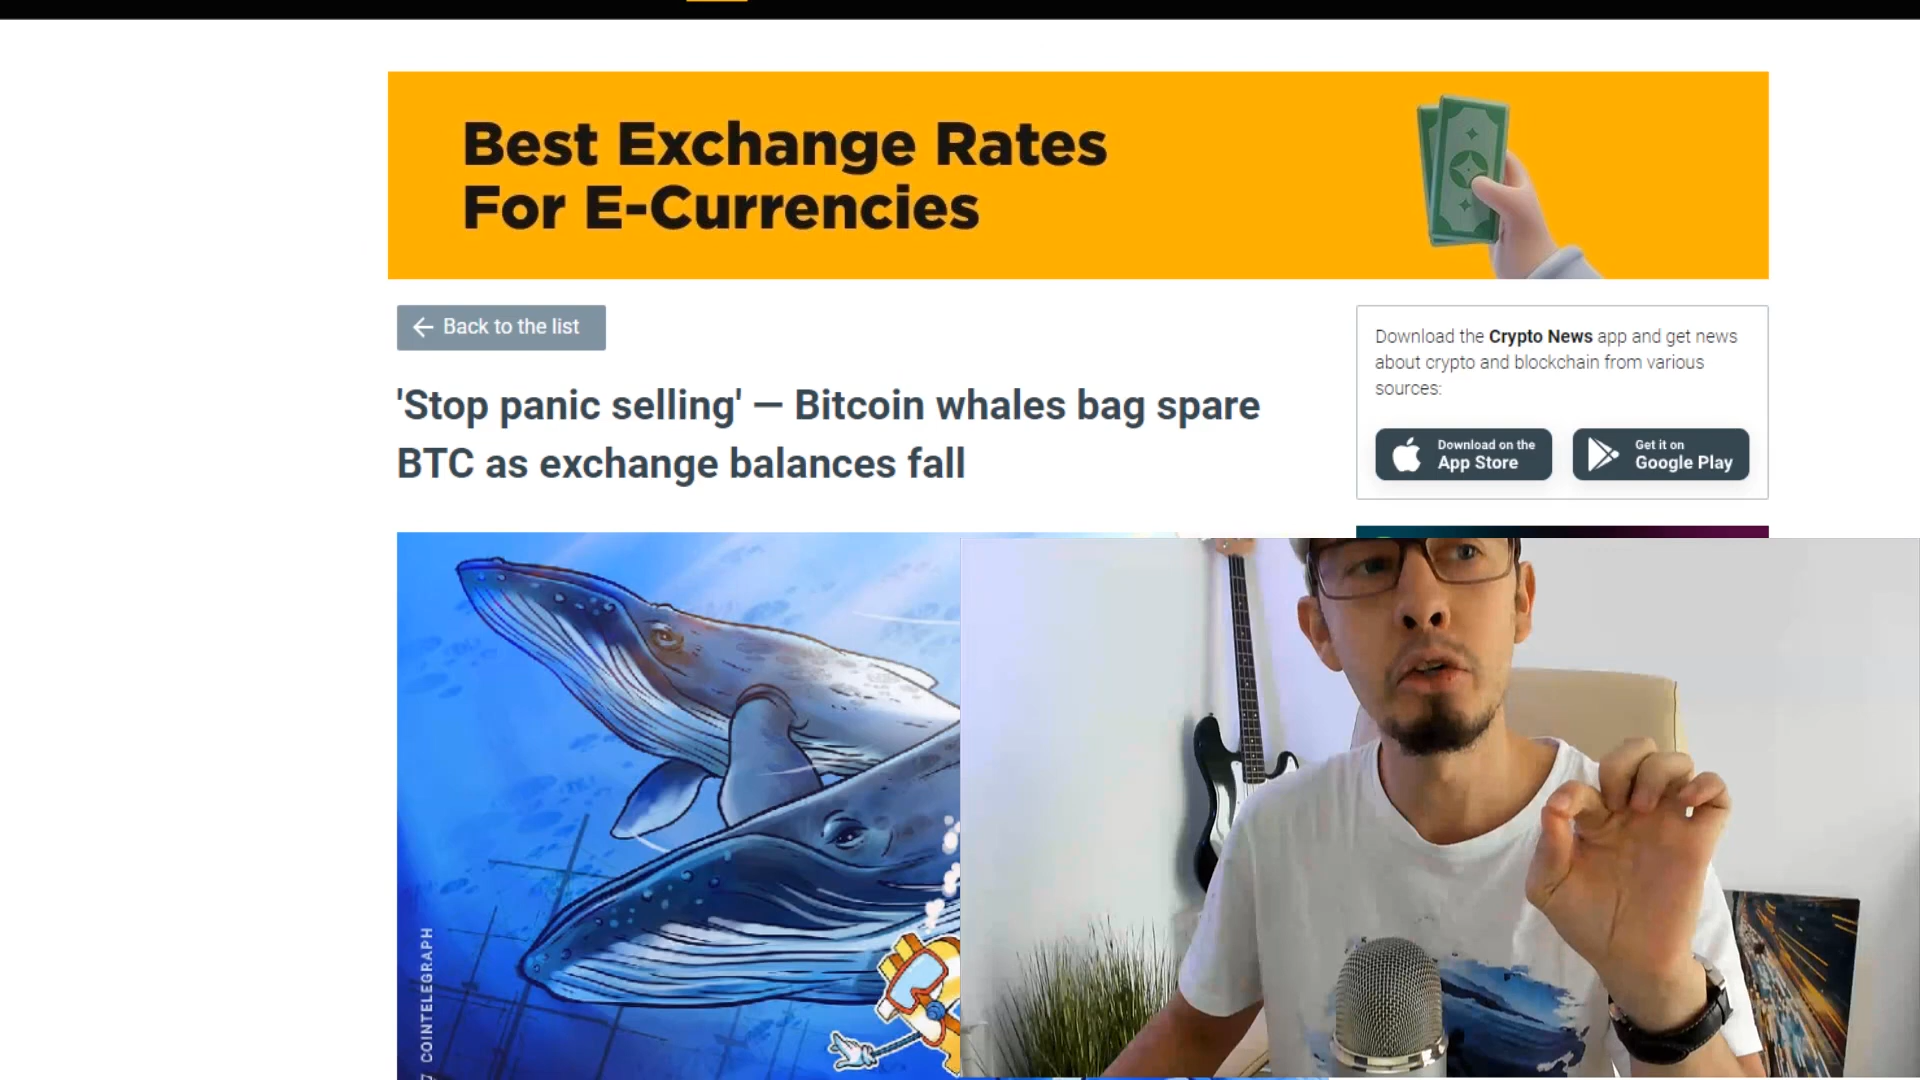 Best Exchange Rates
For E-Currencies
Back to the list
'Stop panic selling' — Bitcoin whales bag spare
BTC as exchange balances fall
Download the Crypto News app and get news
about crypto and blockchain from various
sources:
Download on the
App Store
Get it on
Google Play
COINTELEGRAPH